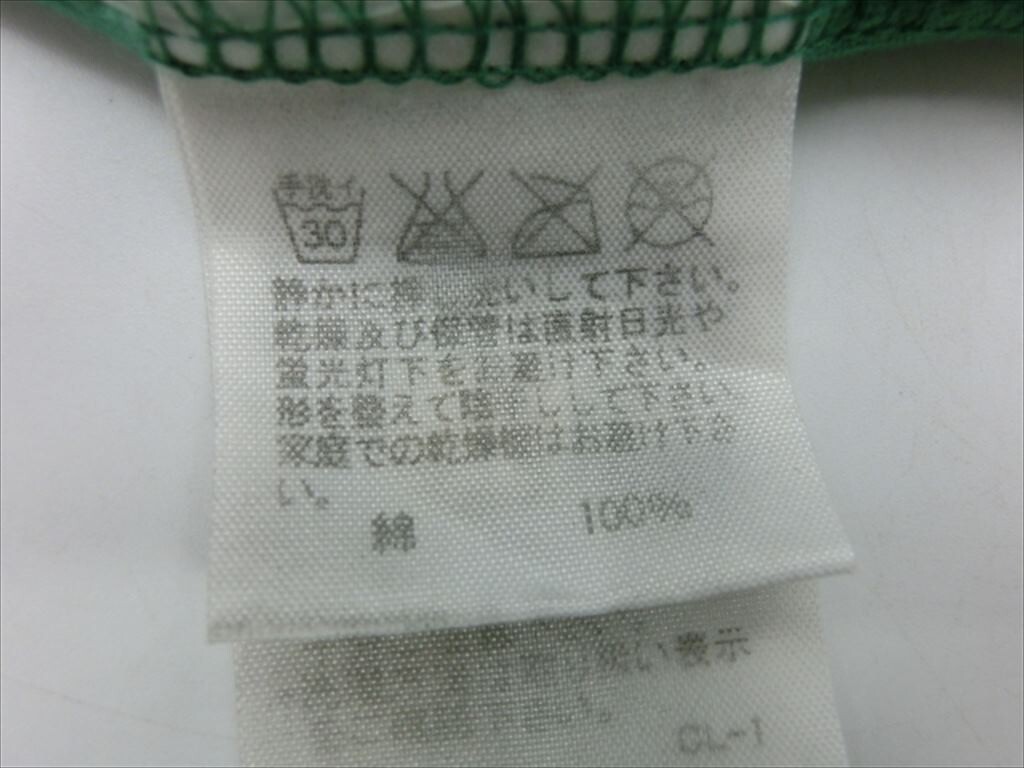 手洗イ
30
静かに押し洗いして下さい。
乾燥及び保管は直射日光や
蛍光灯下をお避け下さい。
形を整えて陰干しして下さい。
家庭での乾燥機はお避け下さ
い。
綿 100%
表示
CL-1